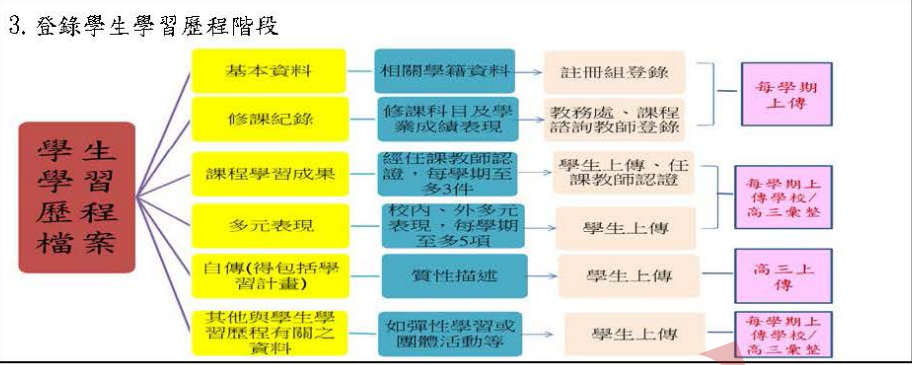 3. 登錄學生學習歷程階段
學生
學習
歷程
檔案
基本資料
相關學籍資料
註冊組登錄
每學期
上傳
修課紀錄
修課科目及學
業成績表現
教務處、課程
諮詢教師登錄
課程學習成果
經任課教師認
證，每學期至
多3件
學生上傳、任
課教師認證
每學期上
傳學校/
高三彙整
多元表現
校內、外多元
表現，每學期
至多5項
學生上傳
自傳(得包括學
習計畫)
質性描述
學生上傳
高三上
傳
其他與學生學
習歷程有關之
資料
如彈性學習或
團體活動等
學生上傳
每學期上
傳學校/
高三彙整